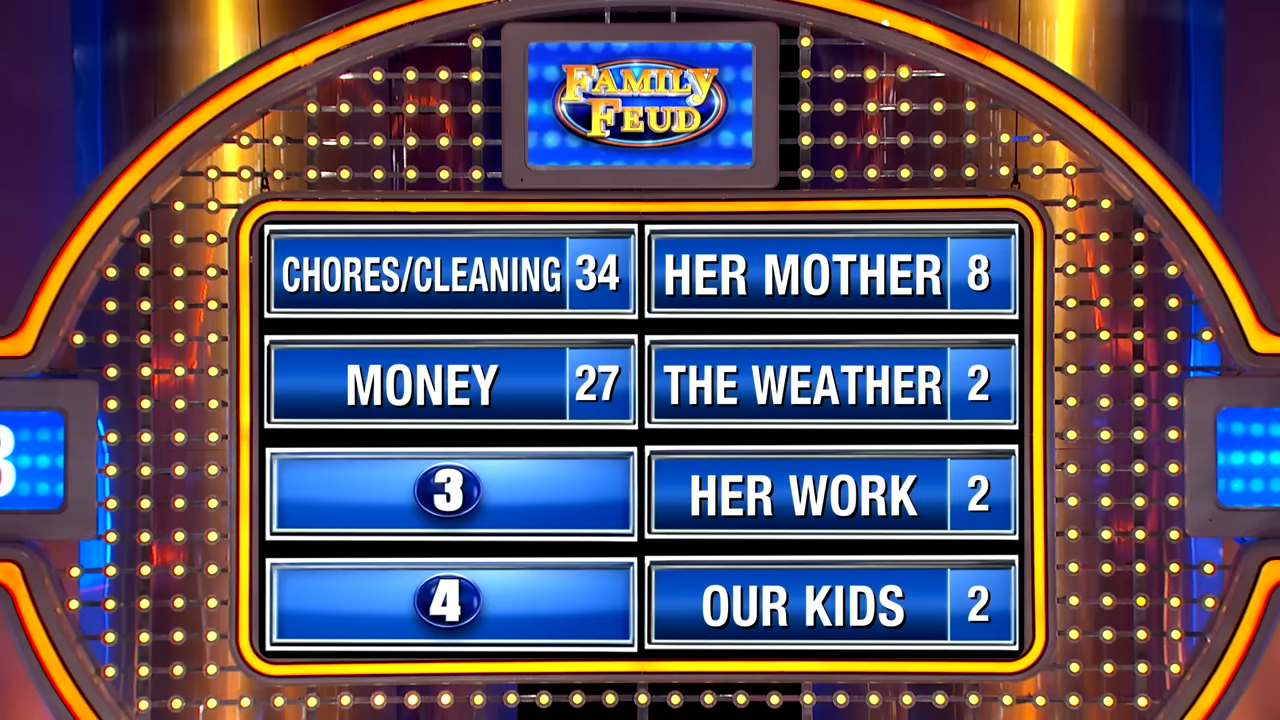 FAMILY
FEUD
CHORES/CLEANING 34
MONEY 27
3
4
HER MOTHER 8
THE WEATHER 2
HER WORK 2
OUR KIDS 2